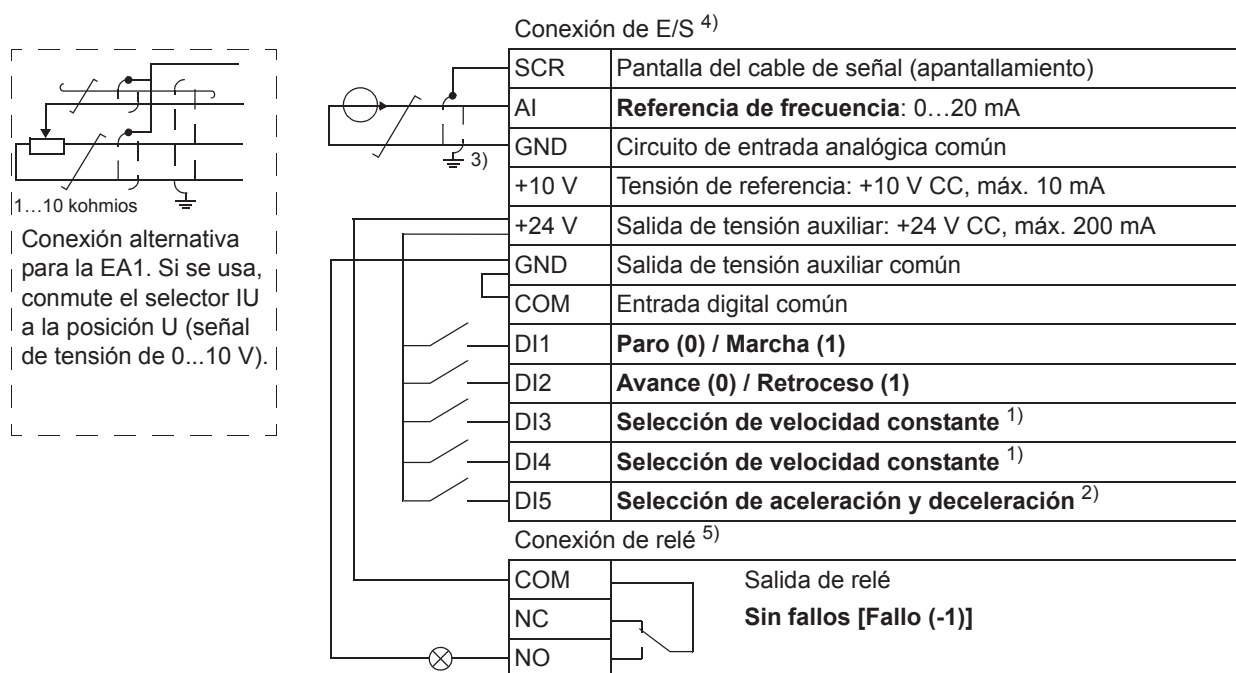 Conexión de E/S 4)
SCR Pantalla del cable de señal (apantallamiento)
AI Referencia de frecuencia: 0…20 mA
GND Circuito de entrada analógica común
3)
+10 V Tensión de referencia: +10 V CC, máx. 10 mA
+24 V Salida de tensión auxiliar: +24 V CC, máx. 200 mA
GND Salida de tensión auxiliar común
COM Entrada digital común
DI1 Paro (0) / Marcha (1)
DI2 Avance (0) / Retroceso (1)
DI3 Selección de velocidad constante 1)
DI4 Selección de velocidad constante 1)
DI5 Selección de aceleración y deceleración 2)
1…10 kohmios
Conexión alternativa
para la EA1. Si se usa,
conmute el selector IU
a la posición U (señal
de tensión de 0...10 V).
Conexión de relé 5)
COM Salida de relé
NC Sin fallos [Fallo (-1)]
NO